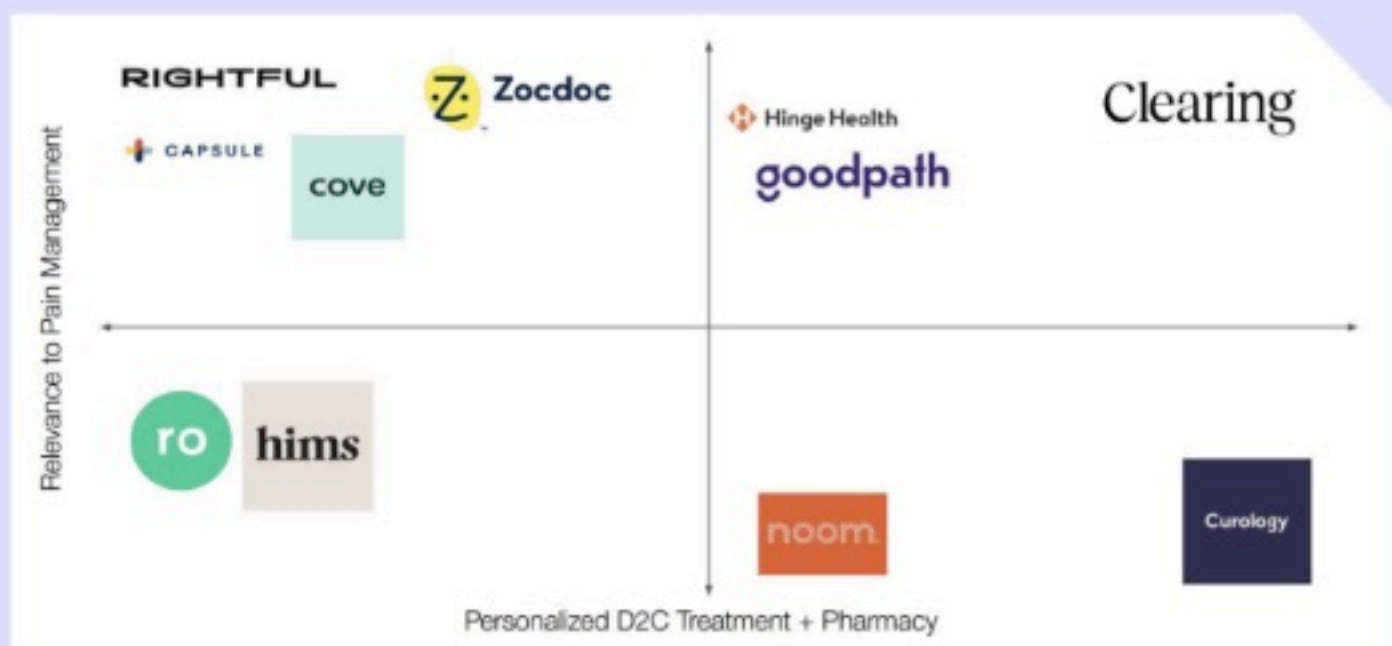 RIGHTFUL
Z Zocdoc
CAPSULE
cove
Hinge Health
goodpath
Clearing
Relevance to Pain Management
ro
hims
noom.
Curology
Personalized D2C Treatment + Pharmacy